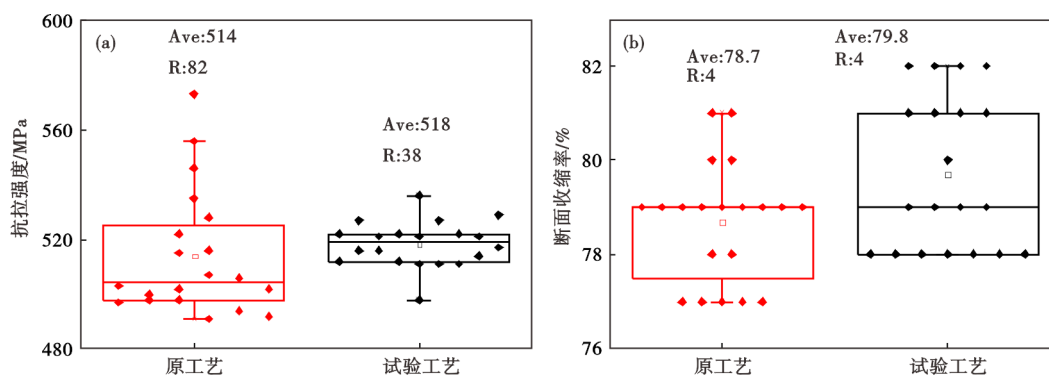 (a)
Ave:514
R:82
Ave:518
R:38
抗拉强度/MPa
600
560
520
480
原工艺
试验工艺
(b)
Ave:78.7
R:4
Ave:79.8
R:4
断面收缩率/%
82
80
78
76
原工艺
试验工艺